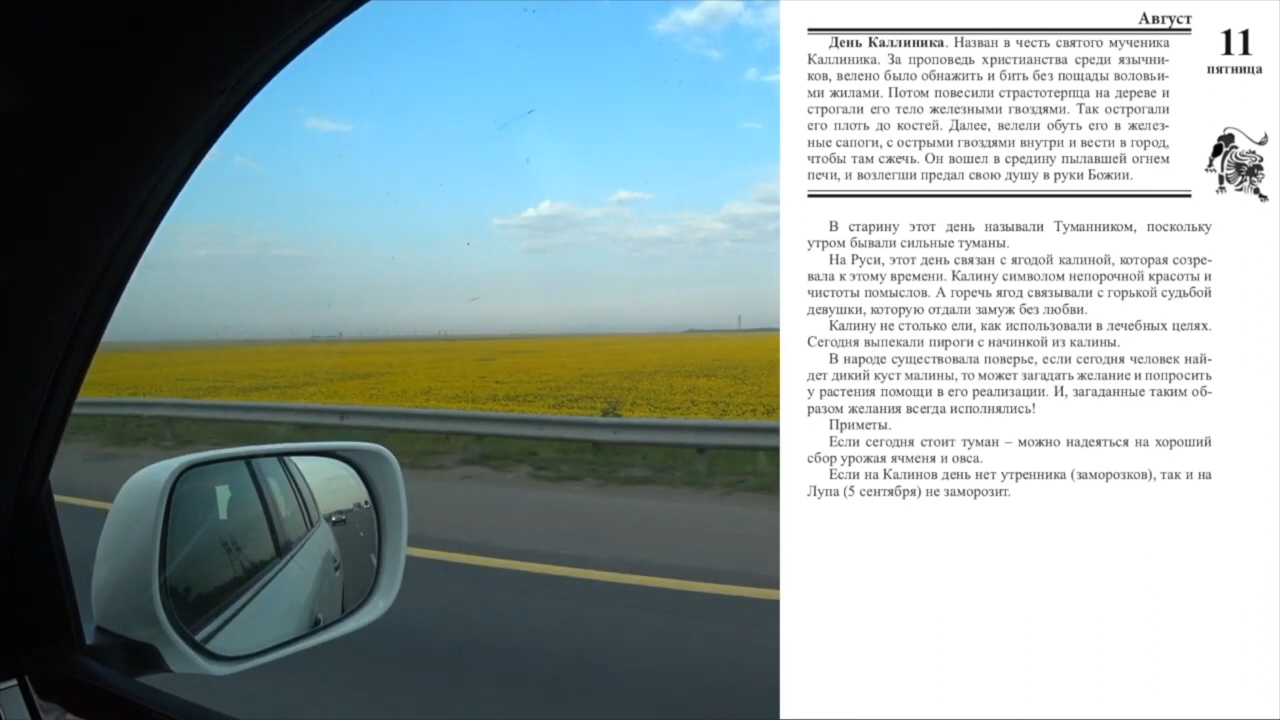 Август
11
пятница
День Каллиника. Назван в честь святого мученика
Каллиника. За проповедь христианства среди язычни-
ков, велено было обнажить и бить без пощады воловьи-
ми жилами. Потом повесили страстотерпца на дереве и
строгали его тело железными гвоздями. Так острогали
его плоть до костей. Далее, велели обуть его в желез-
ные сапоги, с острыми гвоздями внутри и вести в город,
чтобы там сжечь. Он вошел в средину пылавшей огнем
печи, и возлегши предал свою душу в руки Божии.
В старину этот день называли Туманником, поскольку
утром бывали сильные туманы.
На Руси, этот день связан с ягодой калиной, которая созре-
вала к этому времени. Калину символом непорочной красоты и
чистоты помыслов. А горечь ягод связывали с горькой судьбой
девушки, которую отдали замуж без любви.
Калину не столько ели, как использовали в лечебных целях.
Сегодня выпекали пироги с начинкой из калины.
В народе существовала поверье, если сегодня человек най-
дет дикий куст малины, то может загадать желание и попросить
у растения помощи в его реализации. И, загаданные таким об-
разом желания всегда исполнялись!
Приметы.
Если сегодня стоит туман – можно надеяться на хороший
сбор урожая ячменя и овса.
Если на Калинов день нет утренника (заморозков), так и на
Лупа (5 сентября) не заморозит.